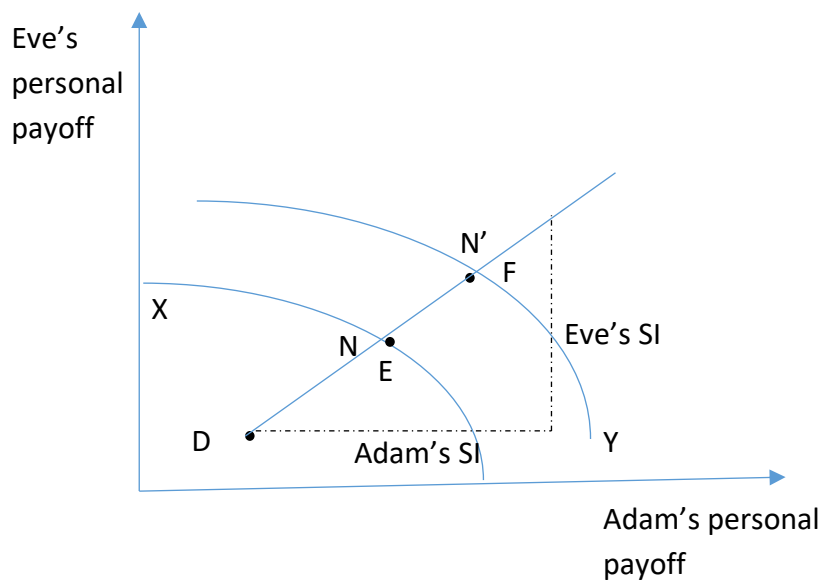 Eve’s
personal
payoff
N’
F
X
Eve’s SI
N
E
D
Adam’s SI
Y
Adam’s personal
payoff